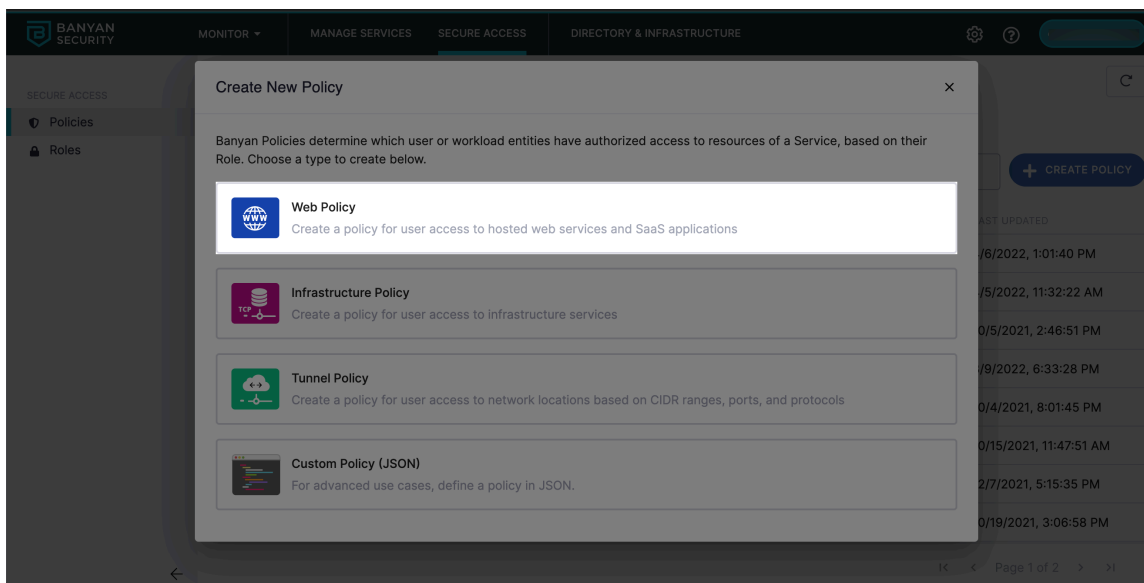 BANYAN
SECURITY
MONITOR
MANAGE SERVICES
SECURE ACCESS
DIRECTORY & INFRASTRUCTURE
SECURE ACCESS
Policies
Roles
Create New Policy
Banyan Policies determine which user or workload entities have authorized access to resources of a Service, based on their
Role. Choose a type to create below.
CREATE POLICY
WWW
Web Policy
Create a policy for user access to hosted web services and SaaS applications
TCP
Infrastructure Policy
Create a policy for user access to infrastructure services
Tunnel Policy
Create a policy for user access to network locations based on CIDR ranges, ports, and protocols
Custom Policy (JSON)
For advanced use cases, define a policy in JSON.
AST UPDATED
/6/2022, 1:01:40 PM
/5/2022, 11:32:22 AM
0/5/2021, 2:46:51 PM
/9/2022, 6:33:28 PM
0/4/2021, 8:01:45 PM
0/15/2021, 11:47:51 AM
2/7/2021, 5:15:35 PM
0/19/2021, 3:06:58 PM
Page 1 of 2